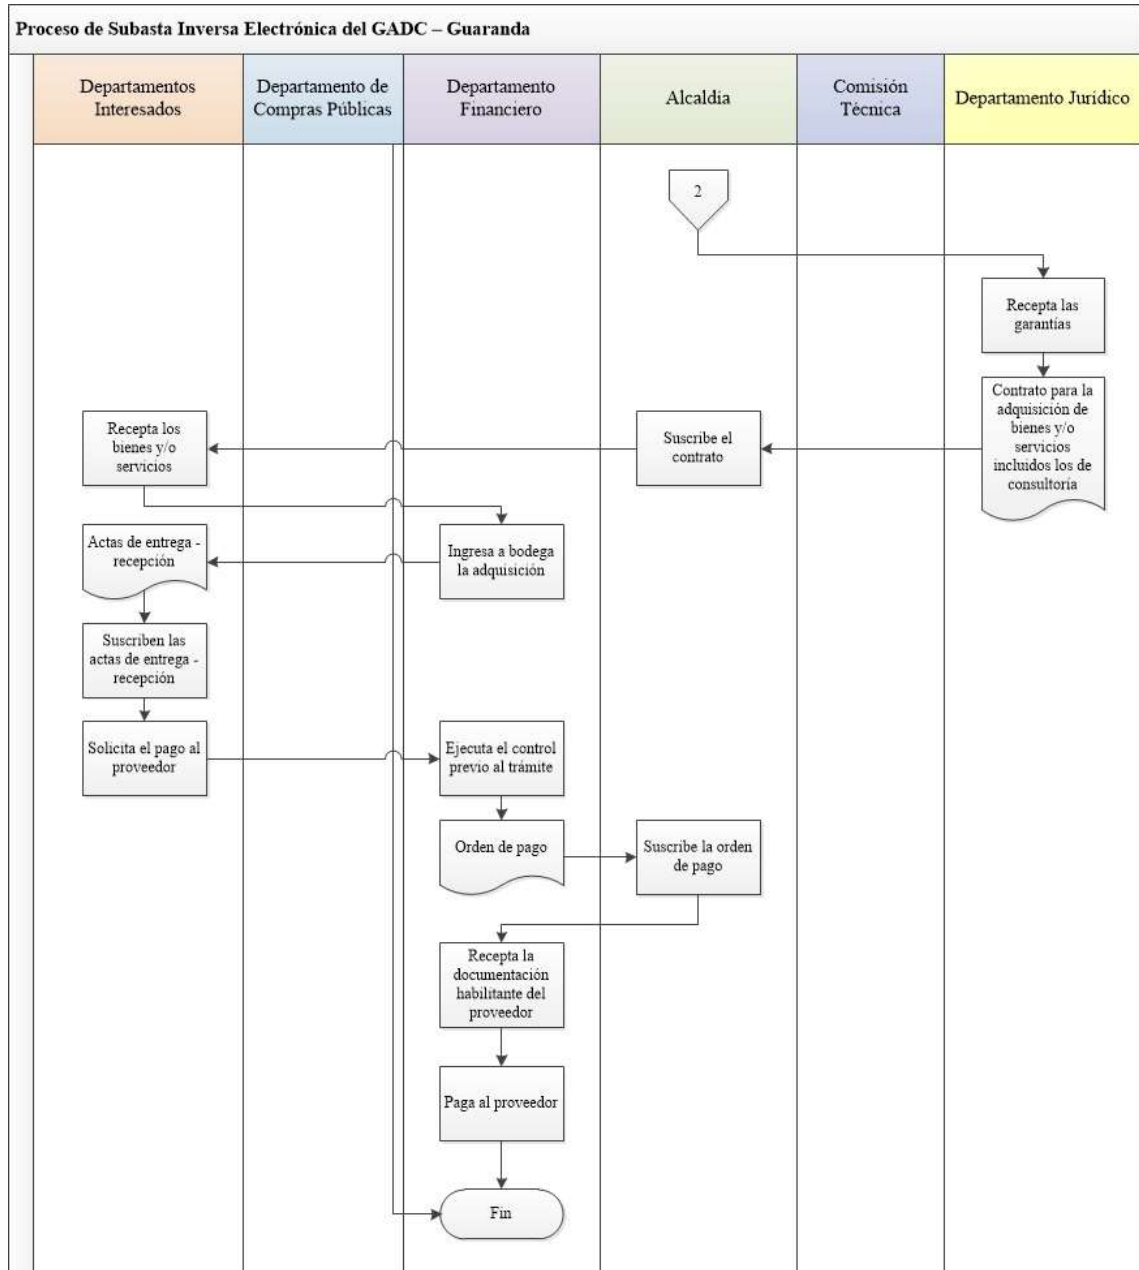 Proceso de Subasta Inversa Electrónica del GADC – Guaranda
Departamentos
Interesados
Departamento de
Compras Públicas
Departamento
Financiero
Alcaldía
Comisión
Técnica
Departamento Jurídico
2
Recepta las
garantías
Contrato para la
adquisición de
bienes y/o
servicios
incluidos los de
consultoría
Suscribe el
contrato
Recepta los
bienes y/o
servicios
Ingresa a bodega
la adquisición
Actas de entrega -
recepción
Suscriben las
actas de entrega -
recepción
Solicita el pago al
proveedor
Ejecuta el control
previo al trámite
Orden de pago
Suscribe la orden
de pago
Recepta la
documentación
habilitante del
proveedor
Paga al proveedor
Fin